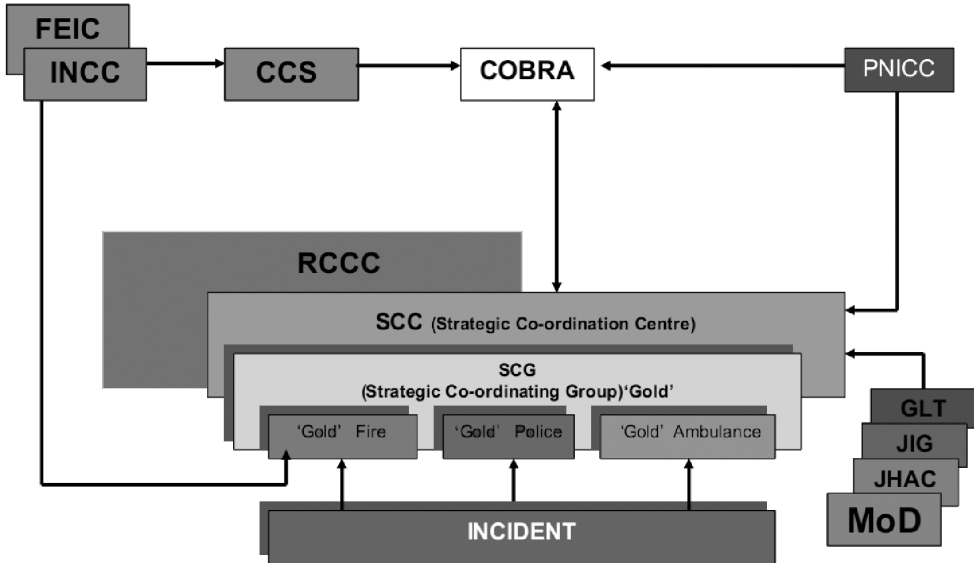 FEIC
INCC
CCS
COBRA
PNICC
RCCC
SCC (Strategic Co-ordination Centre)
SCG
(Strategic Co-ordinating Group)‘Gold’
‘Gold’ Fire
‘Gold’ Police
‘Gold’ Ambulance
GLT
JIG
JHAC
MoD
INCIDENT